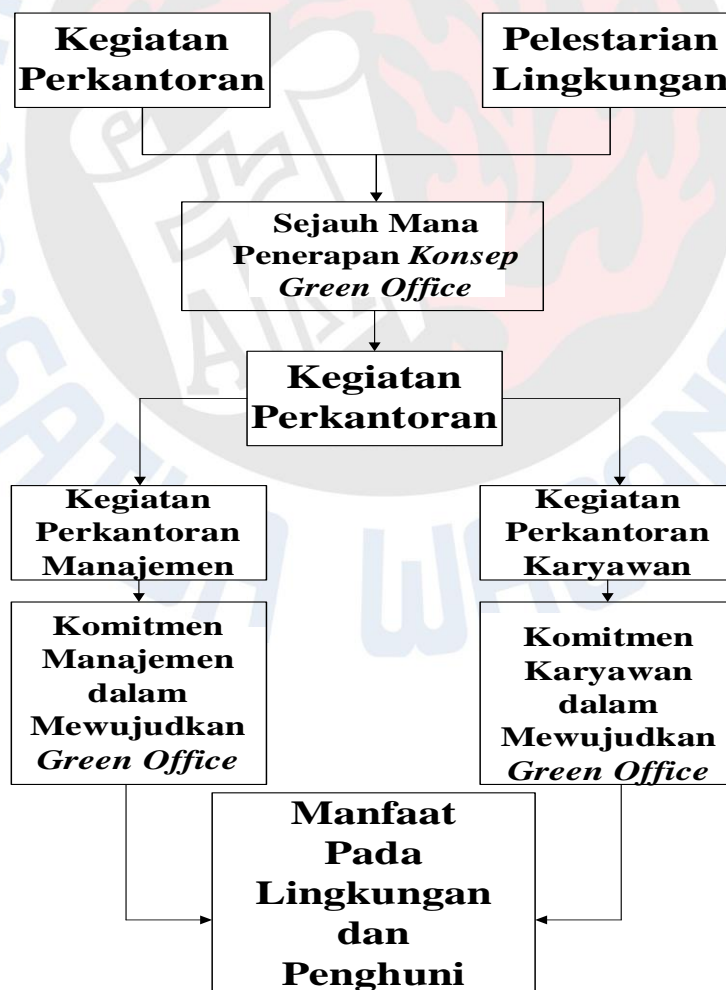 Kegiatan
Perkantoran
Pelestarian
Lingkungan
Sejauh Mana
Penerapan Konsep
Green Office
Kegiatan
Perkantoran
Kegiatan
Perkantoran
Manajemen
Kegiatan
Perkantoran
Karyawan
Komitmen
Manajemen
dalam
Mewujudkan
Green Office
Komitmen
Karyawan
dalam
Mewujudkan
Green Office
Manfaat
Pada
Lingkungan
dan
Penghuni